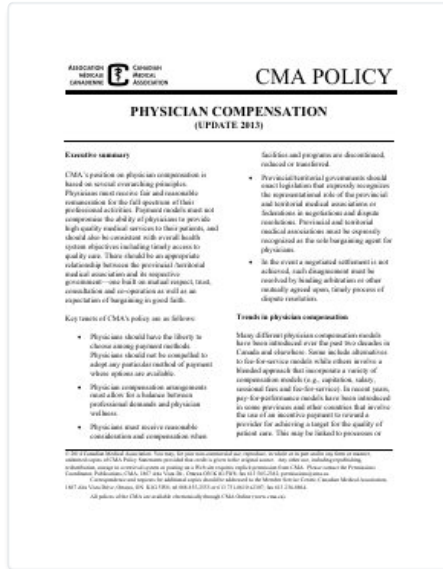 ASSOCIATION MÉDICALE CANADIENNE
CANADIAN MEDICAL ASSOCIATION
CMA POLICY
PHYSICIAN COMPENSATION
(UPDATE 2013)
Executive summary
CMA's position on physician compensation is
based on several overarching principles.
Physicians must receive fair and reasonable
remuneration for the full spectrum of their
professional activities. Payment models must not
compromise the ability of physicians to provide
high quality medical services to their patients, and
should also be consistent with overall health
system objectives including timely access to
quality care. There should be an appropriate
relationship between the provincial/territorial
medical association and its respective
government—one built on mutual respect, trust,
consultation and co-operation as well as an
expectation of bargaining in good faith.
Key tenets of CMA's policy are as follows:
• Physicians should have the liberty to
choose among payment methods.
Physicians should not be compelled to
adopt any particular method of payment
where options are available.
• Physician compensation arrangements
must allow for a balance between
professional demands and physician
wellness.
• Physicians must receive reasonable
consideration and compensation when
facilities and programs are discontinued,
reduced or transferred.
• Provincial/territorial governments should
enact legislation that expressly recognizes
the representational role of the provincial
and territorial medical associations or
federations in negotiations and dispute
resolutions. Provincial and territorial
medical associations must be expressly
recognized as the sole bargaining agent for
physicians.
• In the event a negotiated settlement is not
achieved, such disagreement must be
resolved by binding arbitration or other
mutually agreed upon, timely process of
dispute resolution.
Trends in physician compensation
Many different physician compensation models
have been introduced over the past two decades in
Canada and elsewhere. Some include alternatives
to fee-for-service models while others involve a
blended approach that incorporate a variety of
compensation models (e.g., capitation, salary,
sessional fees and fee-for-service). In recent years,
pay-for-performance models have been introduced
in some provinces and other countries that involve
the use of an incentive payment to reward a
provider for achieving a target for the quality of
patient care. This may be linked to processes or
All policies of the CMA are available electronically through CMA Online (www.cma.ca).